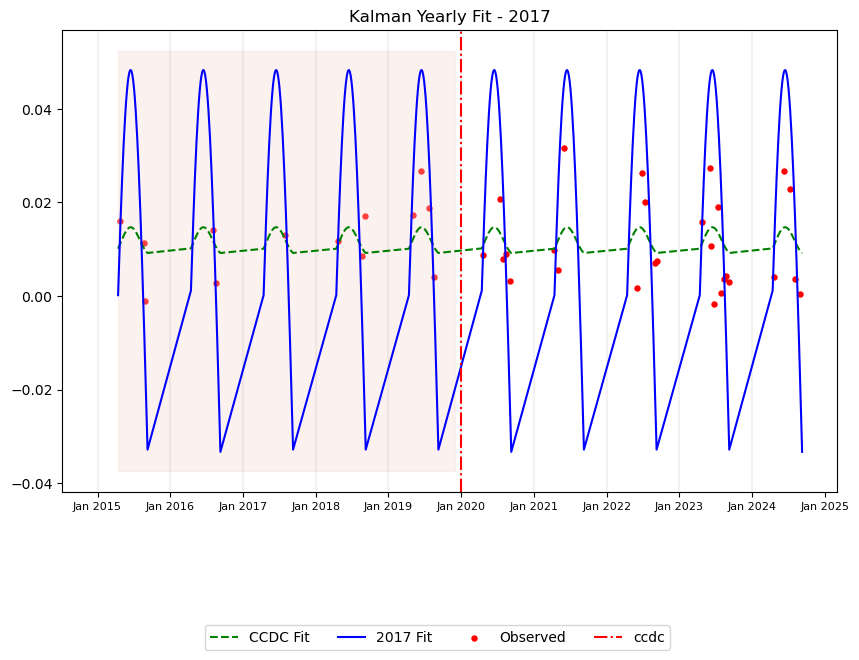 Kalman Yearly Fit - 2017
0.04
0.02
0.00
−0.02
−0.04
Jan 2015 Jan 2016 Jan 2017 Jan 2018 Jan 2019 Jan 2020 Jan 2021 Jan 2022 Jan 2023 Jan 2024 Jan 2025
CCDC Fit 2017 Fit Observed ccdc